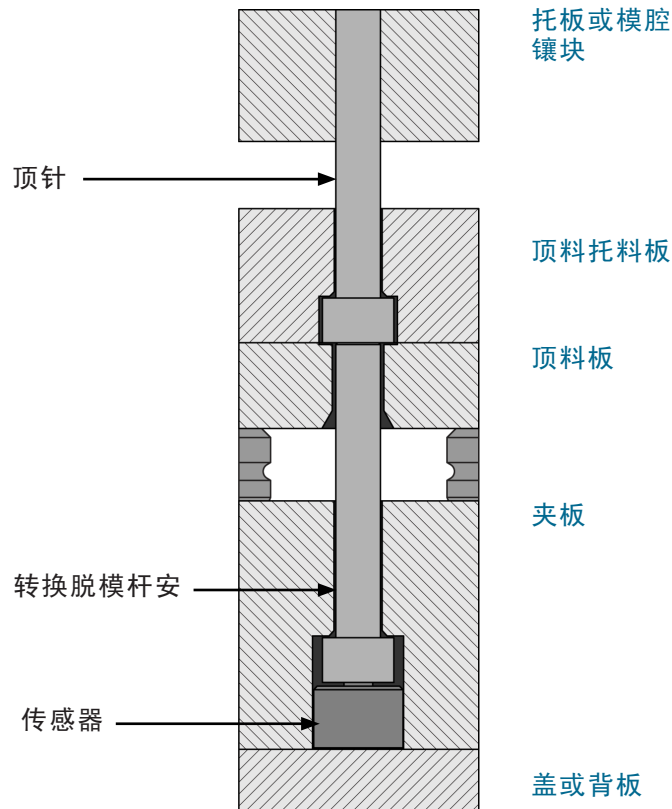 托板或模腔
镶块
顶针
顶料托料板
顶料板
夹板
转换脱模杆安
传感器
盖或背板